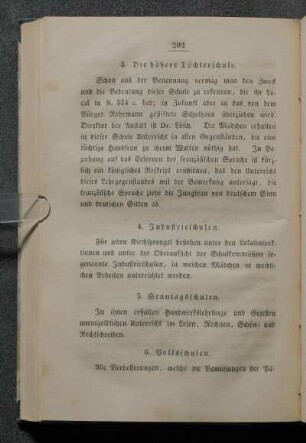 202
3. Die höhere Töchterschule.
Schon aus der Benennung vermag man den Zweck
und die Bedeutung dieser Schule zu erkennen, die ihr Lo-
cal in S. 574 a. hat; in Zukunft aber in das von dem
Bürger Nohrmann gestiftete Schulhaus übersiedeln wird.
Direktor der Anstalt ist Dr. Lösch. Die Mädchen erhalten
in dieser Schule Unterricht in allen Gegenständen, die eine
tüchtige Hausfrau zu ihrem Walten nöthig hat. In Be-
ziehung auf das Erlernen der französischen Sprache ist kürz-
lich ein königliches Reskript erschienen, das den Unterricht
dieses Lehrgegenstandes mit der Bemerkung untersagt, die
französische Sprache ziehe die Jungfrau von deutschem Sinn
und deutschen Sitten ab.
4. Industrieschulen.
Für jeden Kirchsprengel bestehen unter den Lokalinspek-
tionen und unter der Oberaufsicht der Schulkommission so-
genannte Industrieschulen, in welchen Mädchen in weibli-
chen Arbeiten unterrichtet werden.
5. Sonntagsschulen.
In ihnen erhalten Handwerkslehrlinge und Gesellen
unentgeltlichen Unterricht im Lesen, Rechnen, Schön- und
Rechtschreiben.
6. Volksschulen.
Alle Verbesserungen, welche die Bemühungen der Pä-